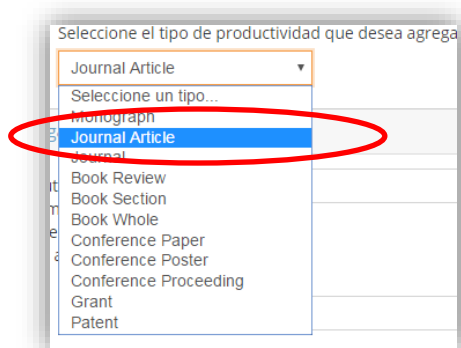 Seleccione el tipo de productividad que desea agrega
Journal Article
Seleccione un tipo...
Monograph
Journal Article
Journal
Book Review
Book Section
Book Whole
Conference Paper
Conference Poster
Conference Proceeding
Grant
Patent